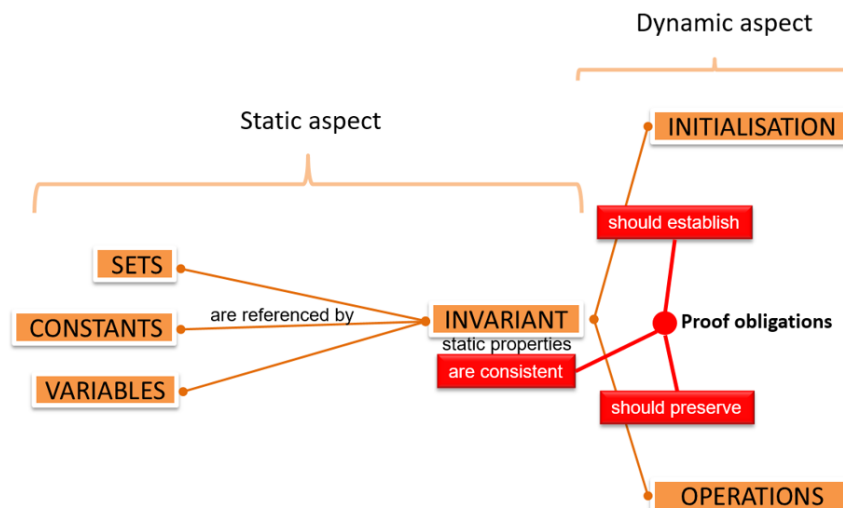 Dynamic aspect
Static aspect
INITIALISATION
should establish
SETS
CONSTANTS
are referenced by
INVARIANT
Proof obligations
static properties
are consistent
VARIABLES
should preserve
OPERATIONS